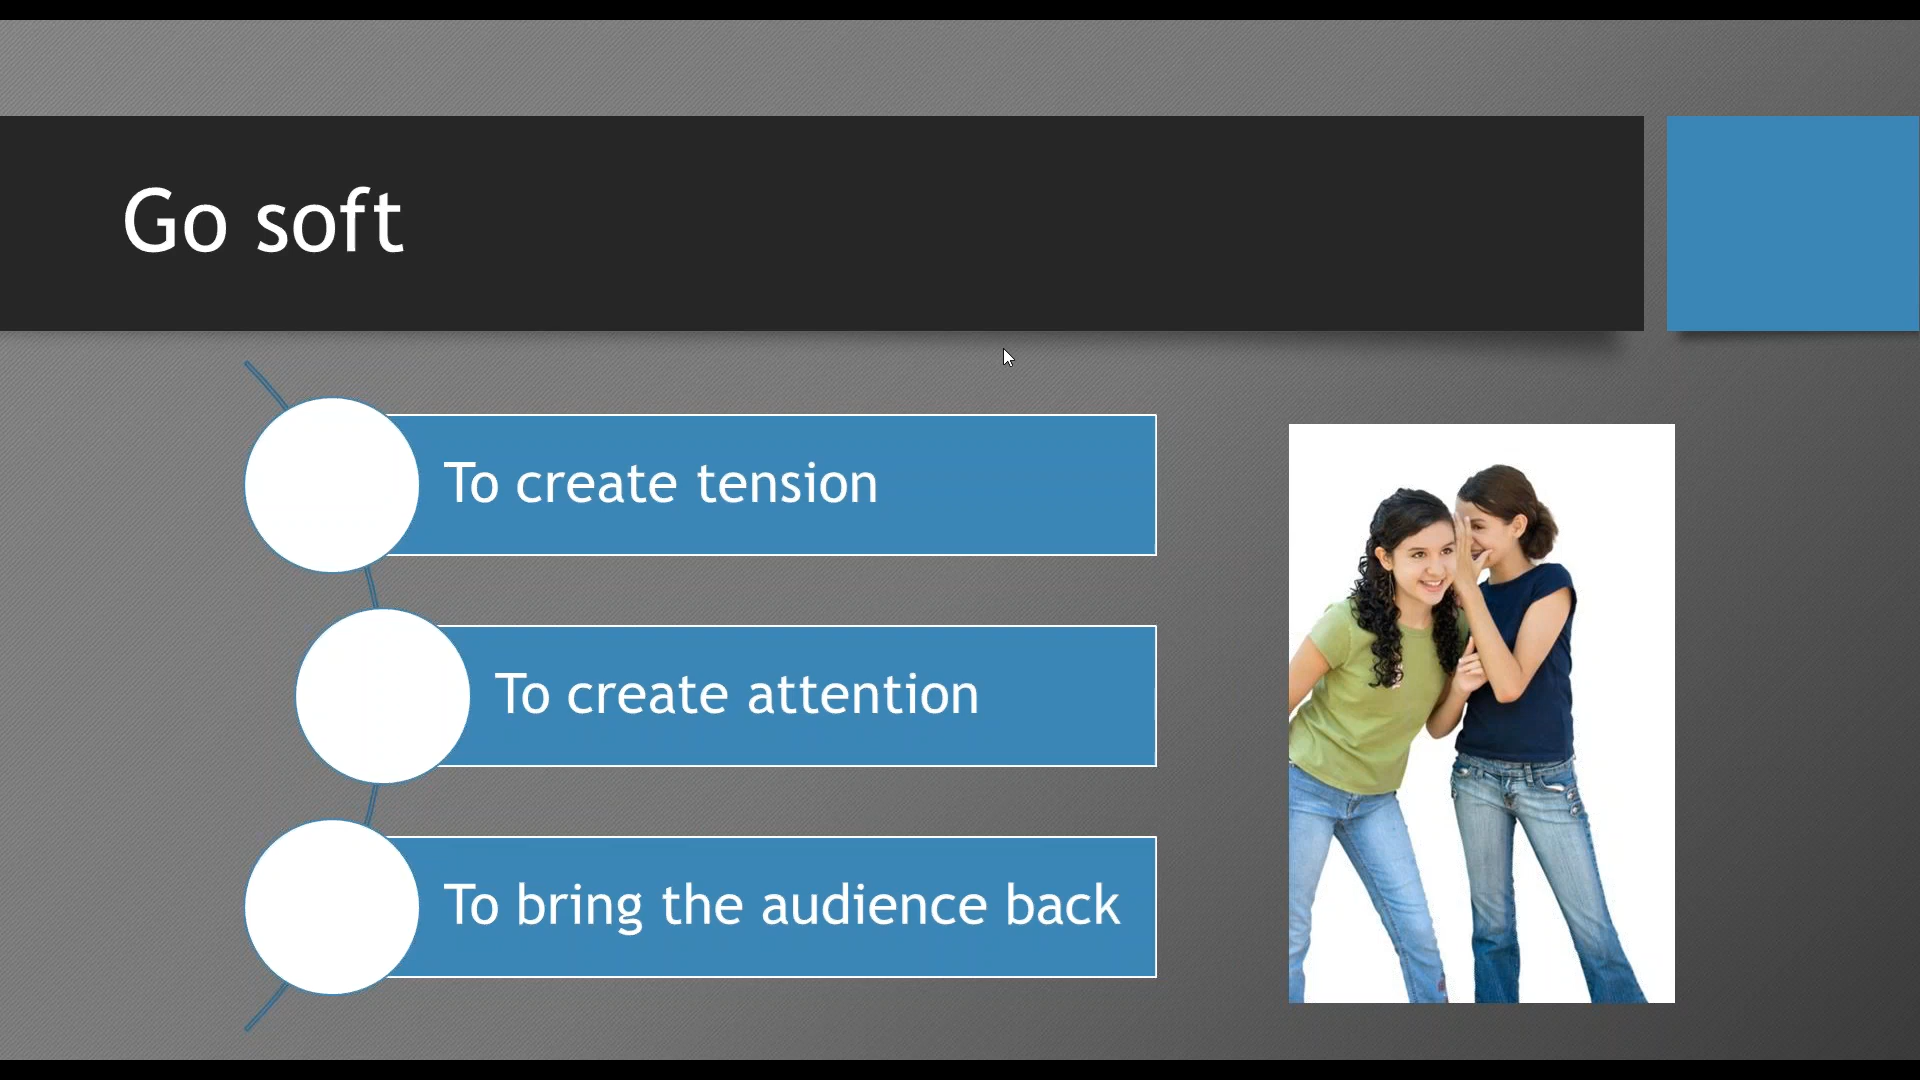 Go soft
To create tension
To create attention
To bring the audience back